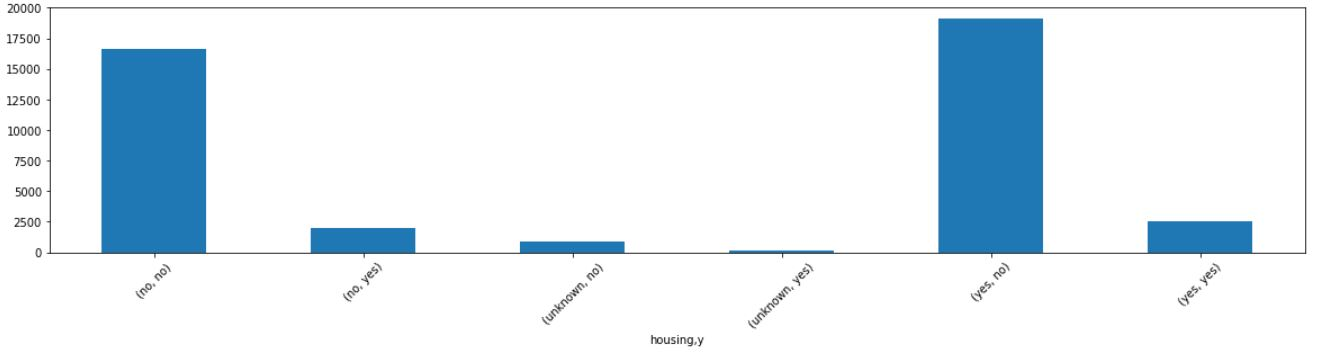 20000
17500
15000
12500
10000
7500
5000
2500
0
(no, no)
(no, yes)
(unknown, no)
(unknown, yes)
(yes, no)
(yes, yes)
housing,y